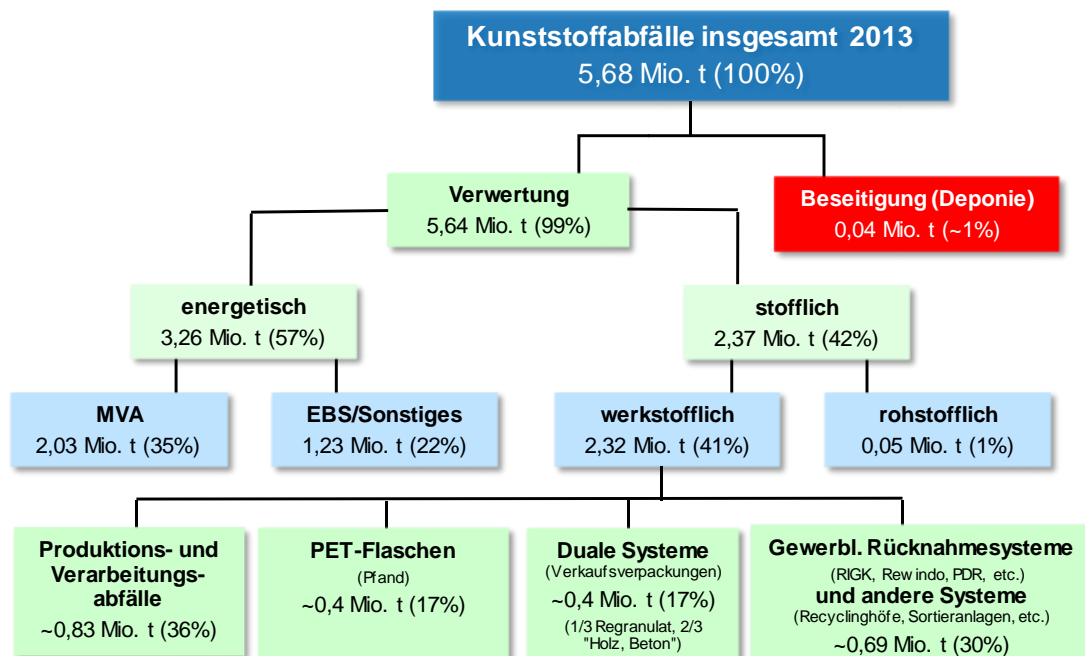 Kunststoffabfälle insgesamt 2013
5,68 Mio. t (100%)
Verwertung
5,64 Mio. t (99%)
Beseitigung (Deponie)
0,04 Mio. t (~1%)
energetisch
3,26 Mio. t (57%)
stofflich
2,37 Mio. t (42%)
MVA
2,03 Mio. t (35%)
EBS/Sonstiges
1,23 Mio. t (22%)
werkstofflich
2,32 Mio. t (41%)
rohstofflich
0,05 Mio. t (1%)
Produktions- und
Verarbeitungs-
abfälle
~0,83 Mio. t (36%)
PET-Flaschen
(Pfand)
~0,4 Mio. t (17%)
Duale Systeme
(Verkaufsverpackungen)
~0,4 Mio. t (17%)
(1/3 Regranulat, 2/3
"Holz, Beton")
Gewerbl. Rücknahmesysteme
(RIGK, Rewindo, PDR, etc.)
und andere Systeme
(Recyclinghöfe, Sortieranlagen, etc.)
~0,69 Mio. t (30%)